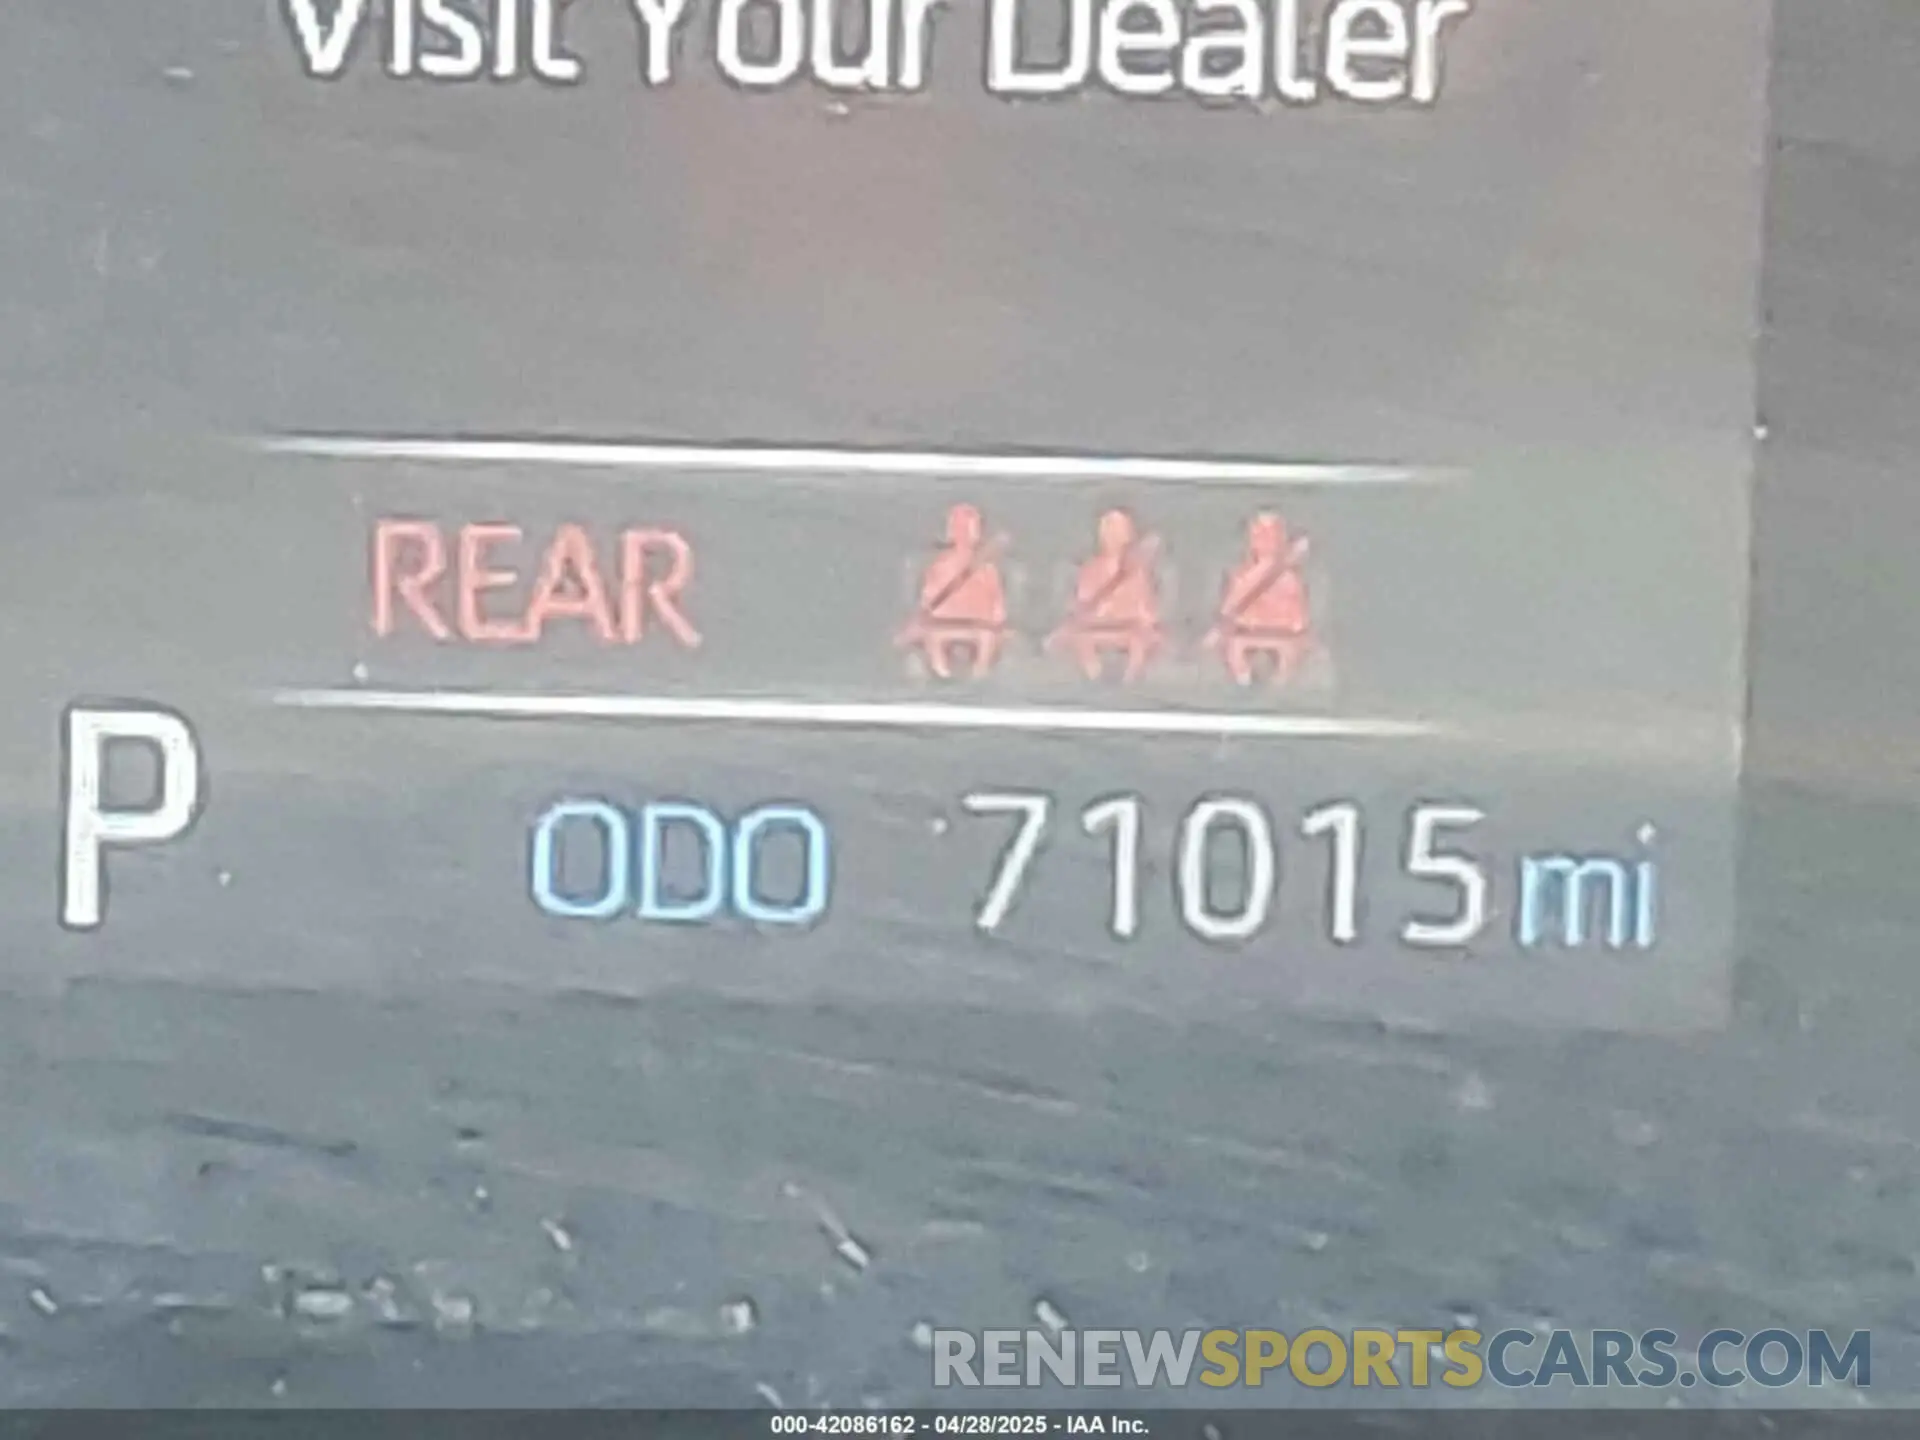 Visit Your Dealer
REAR
P
ODO 71015 mi
RENEWSPORTSCARS.COM
000-42086162 - 04/28/2025 - IAA Inc.